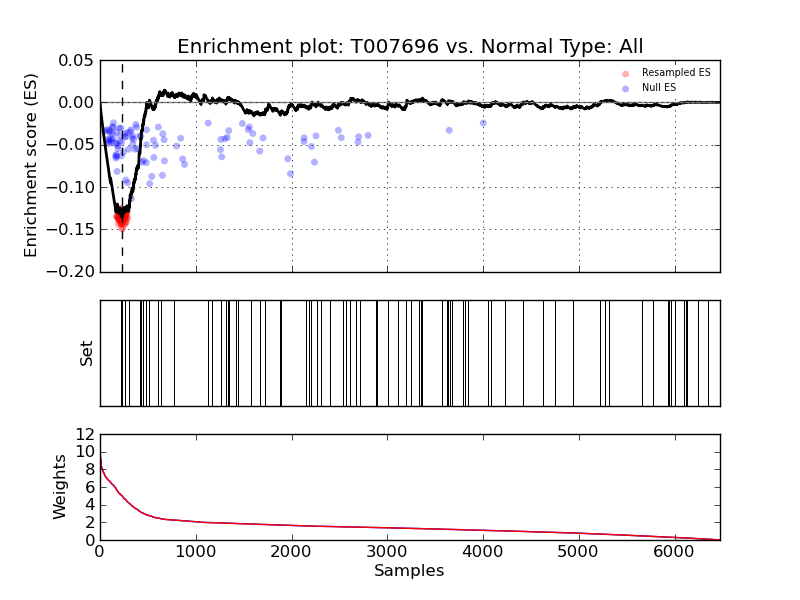 Enrichment plot: T007696 vs. Normal Type: All
Enrichment score (ES)
0.05
0.00
−0.05
−0.10
−0.15
−0.20
Resampled ES
Null ES
Set
Weights
12
10
8
6
4
2
0
0 1000 2000 3000 4000 5000 6000
Samples